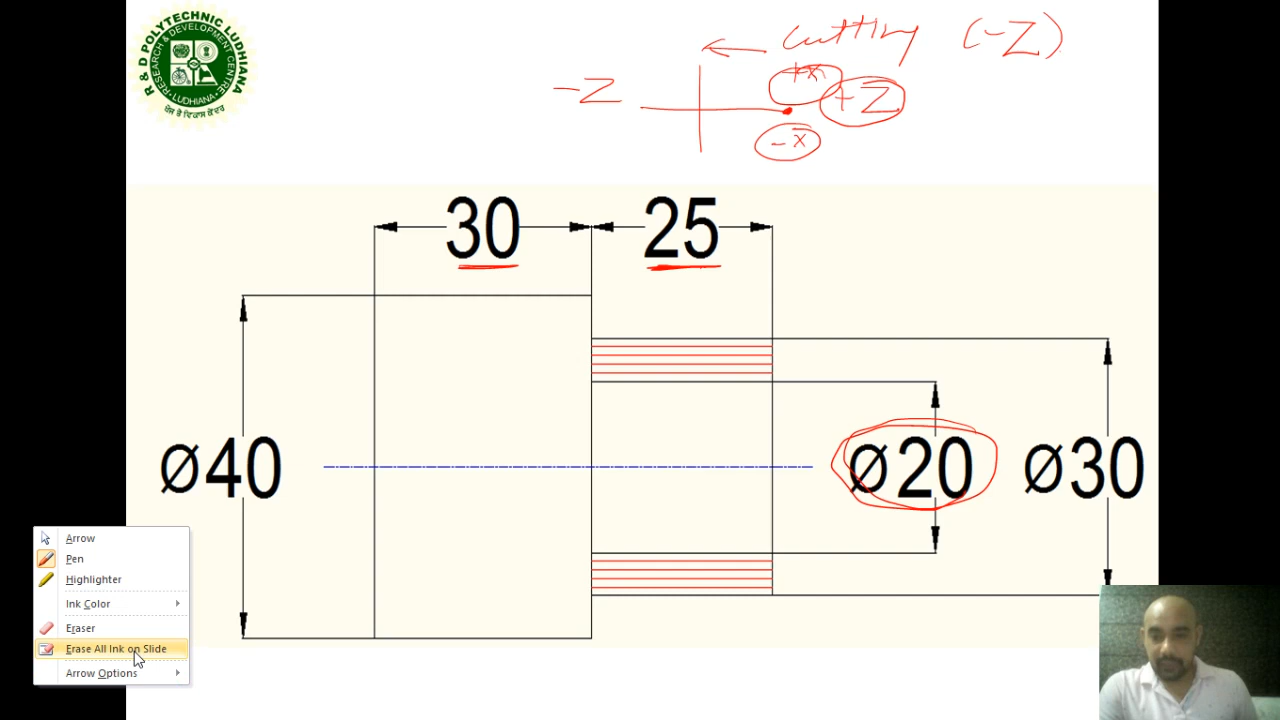 R & D POLYTECHNIC LUDHIANA
RESEARCH & DEVELOPMENT CENTRE
LUDHIANA
ਖੋਜ ਤੇ ਵਿਕਾਸ ਕੇਂਦਰ
cutting (-Z)
+x
-Z
+Z
-x
30
25
Ø40
Ø20
Ø30
Arrow
Pen
Highlighter
Ink Color
Eraser
Erase All Ink on Slide
Arrow Options